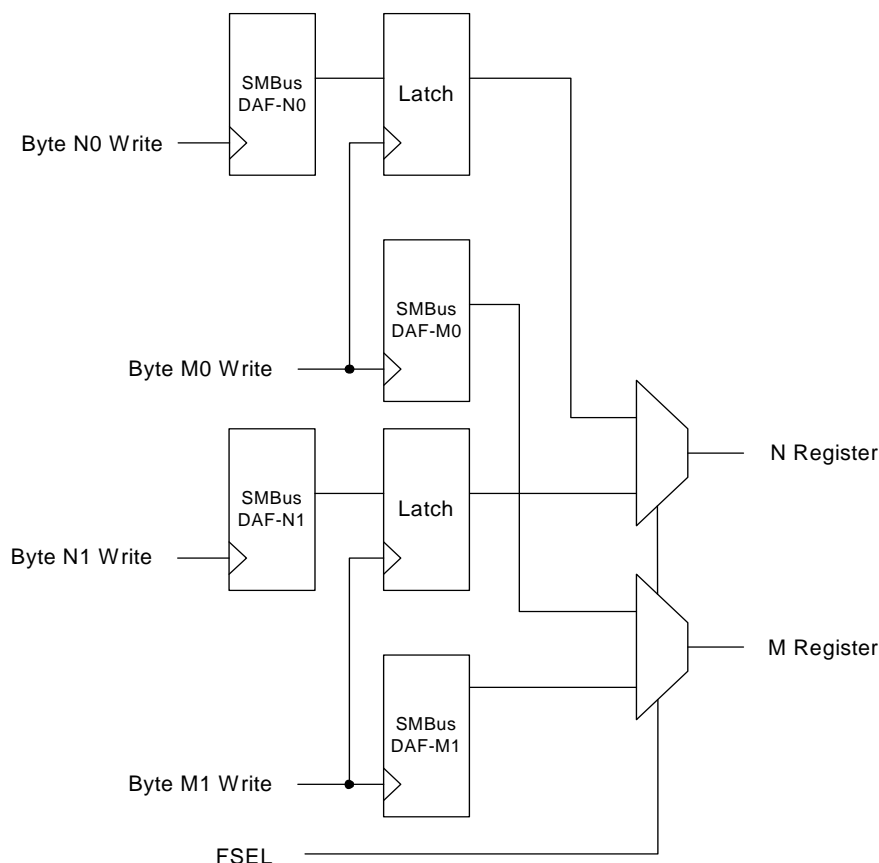 SMBus
DAF-N0
Latch
Byte N0 Write
SMBus
DAF-M0
Byte M0 Write
N Register
SMBus
DAF-N1
Latch
Byte N1 Write
M Register
SMBus
DAF-M1
Byte M1 Write
FSEL